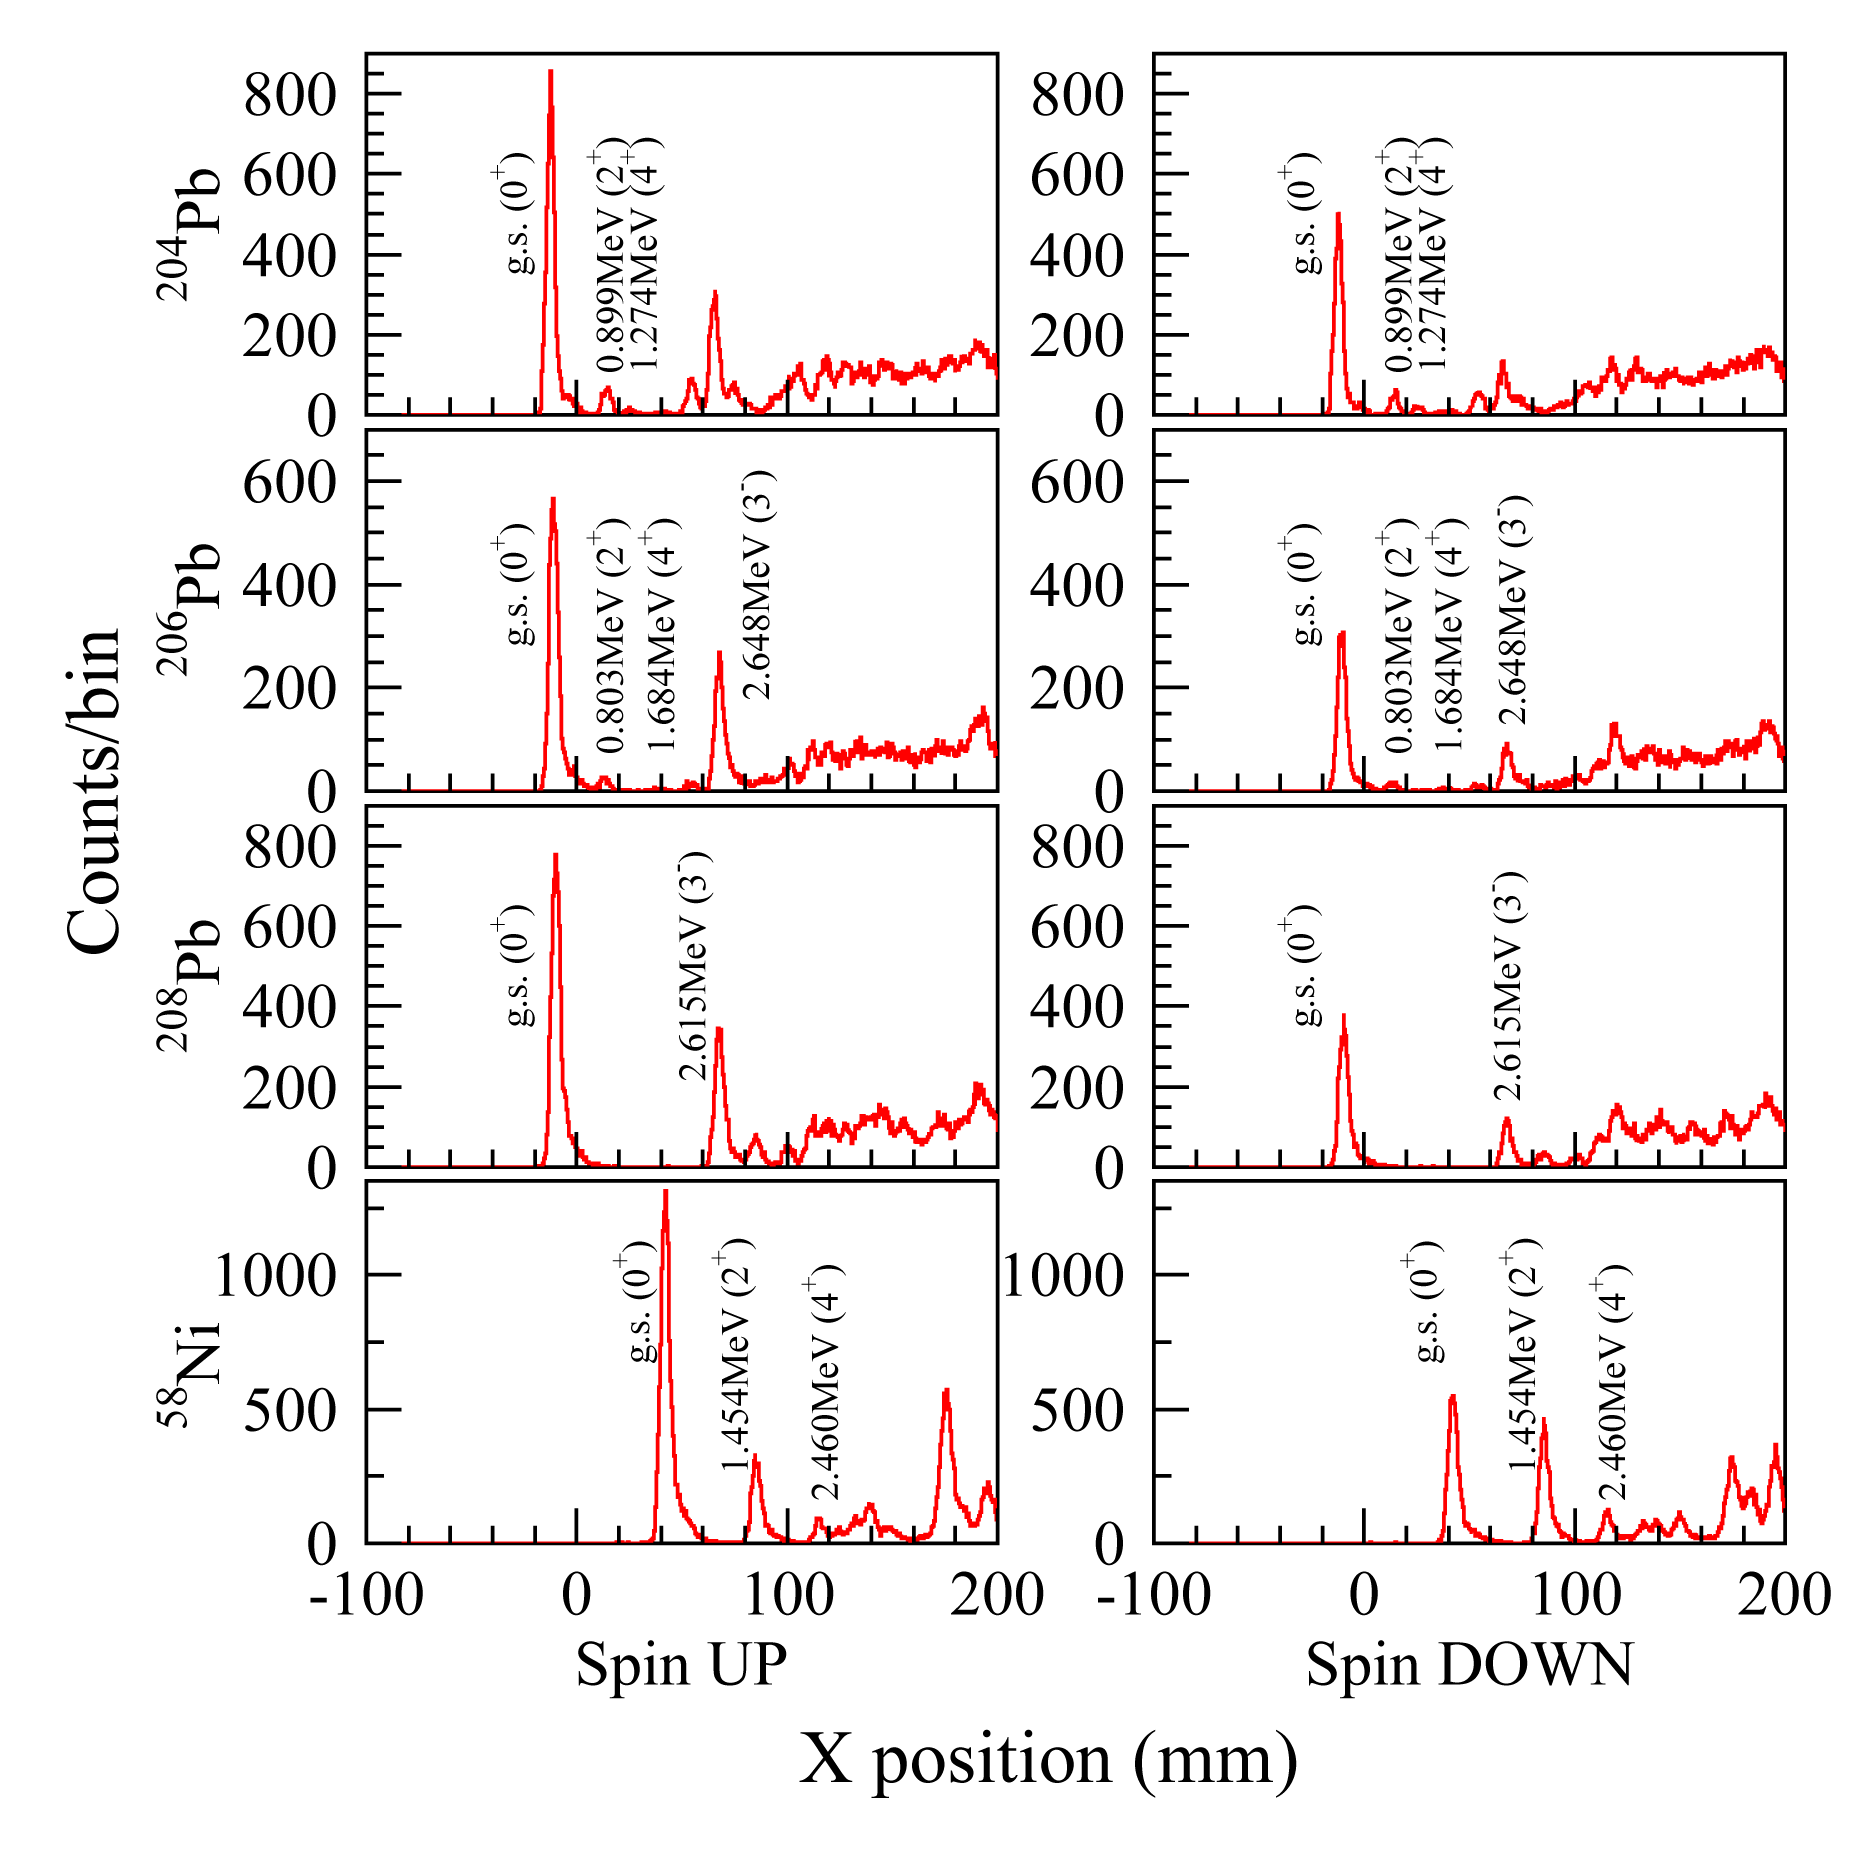 Counts/bin
²⁰⁴Pb
800
600
400
200
0
g.s. (0⁺)
0.899MeV (2⁺)
1.274MeV (4⁺)
800
600
400
200
0
g.s. (0⁺)
0.899MeV (2⁺)
1.274MeV (4⁺)
²⁰⁶Pb
600
400
200
0
g.s. (0⁺)
0.803MeV (2⁺)
1.684MeV (4⁺)
2.648MeV (3⁻)
600
400
200
0
g.s. (0⁺)
0.803MeV (2⁺)
1.684MeV (4⁺)
2.648MeV (3⁻)
²⁰⁸Pb
800
600
400
200
0
g.s. (0⁺)
2.615MeV (3⁻)
800
600
400
200
0
g.s. (0⁺)
2.615MeV (3⁻)
⁵⁸Ni
1000
500
0
g.s. (0⁺)
1.454MeV (2⁺)
2.460MeV (4⁺)
1000
500
0
g.s. (0⁺)
1.454MeV (2⁺)
2.460MeV (4⁺)
-100 0 100 200
-100 0 100 200
Spin UP
Spin DOWN
X position (mm)